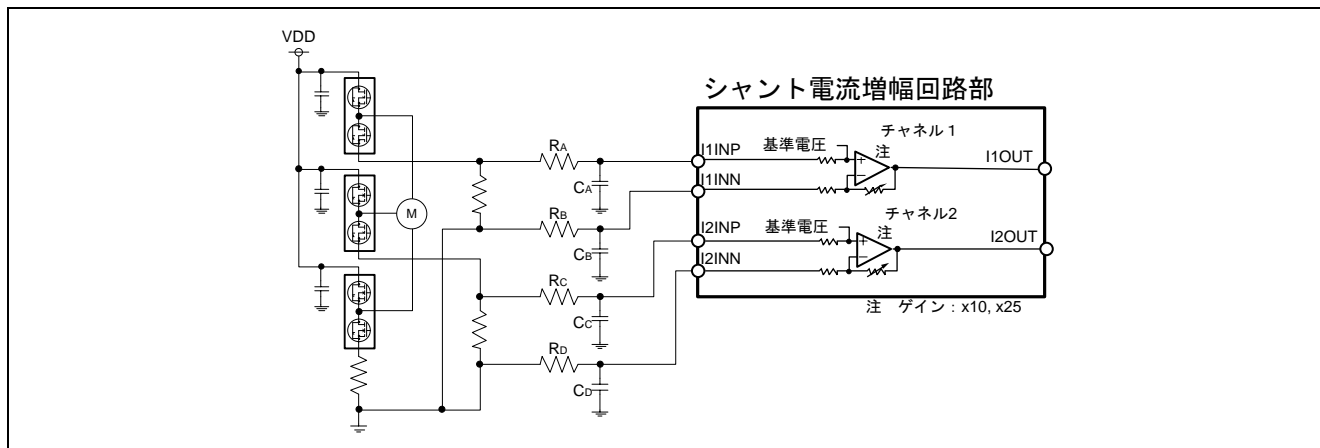 VDD
シャント電流増幅回路部
RA
CA
RB
CB
RC
CC
RD
CD
M
I1INP
I1INN
I2INP
I2INN
基準電圧
チャネル1
注
I1OUT
基準電圧
チャネル2
注
I2OUT
注 ゲイン:x10, x25